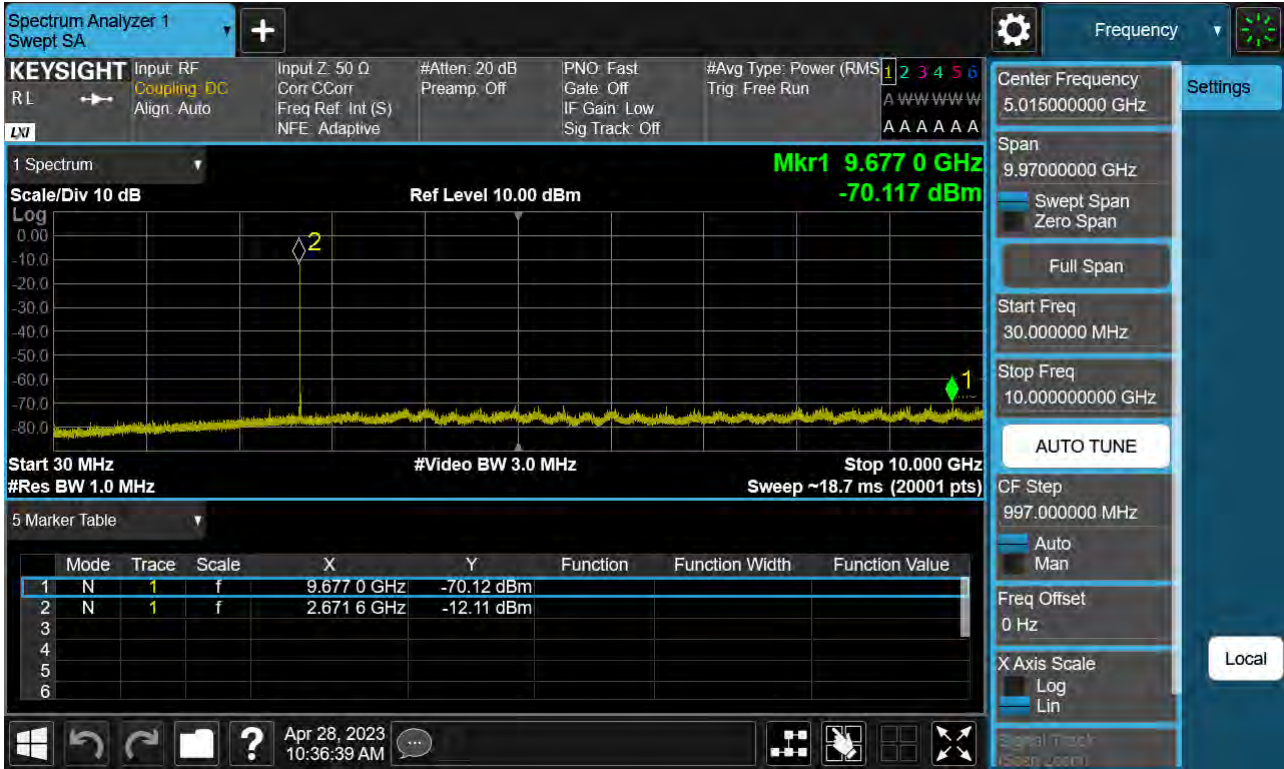 Spectrum Analyzer 1
Swept SA
Frequency
KEYSIGHT
RL
LXI
Input: RF
Coupling: DC
Align: Auto
Input Z: 50 Ω
Corr CCorr
Freq Ref: Int (S)
NFE: Adaptive
#Atten: 20 dB
Preamp: Off
PNO: Fast
Gate: Off
IF Gain: Low
Sig Track: Off
#Avg Type: Power (RMS
Trig: Free Run
1 2 3 4 5 6
A W W W W W
A A A A A A
1 Spectrum
Mkr1 9.677 0 GHz
-70.117 dBm
Scale/Div 10 dB
Ref Level 10.00 dBm
Log
0.00
-10.0
-20.0
-30.0
-40.0
-50.0
-60.0
-70.0
-80.0
2
1
Start 30 MHz
#Video BW 3.0 MHz
Stop 10.000 GHz
#Res BW 1.0 MHz
Sweep ~18.7 ms (20001 pts)
5 Marker Table
Mode Trace Scale X Y Function Function Width Function Value
1 N 1 f 9.677 0 GHz -70.12 dBm
2 N 1 f 2.671 6 GHz -12.11 dBm
3
4
5
6
Apr 28, 2023
10:36:39 AM
Center Frequency
5.015000000 GHz
Span
9.97000000 GHz
Swept Span
Zero Span
Full Span
Start Freq
30.000000 MHz
Stop Freq
10.000000000 GHz
AUTO TUNE
CF Step
997.000000 MHz
Auto
Man
Freq Offset
0 Hz
X Axis Scale
Log
Lin
Signal Track
(Span Zoom)
Settings
Local